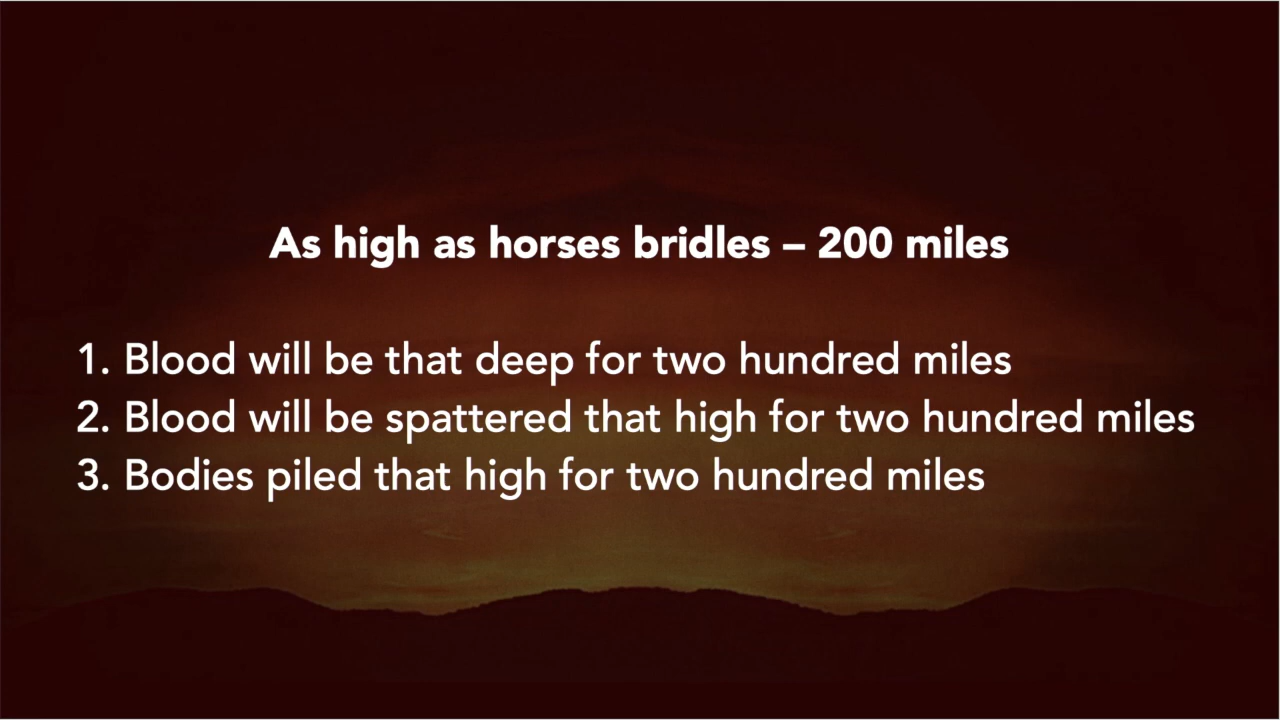 As high as horses bridles – 200 miles
1. Blood will be that deep for two hundred miles
2. Blood will be spattered that high for two hundred miles
3. Bodies piled that high for two hundred miles